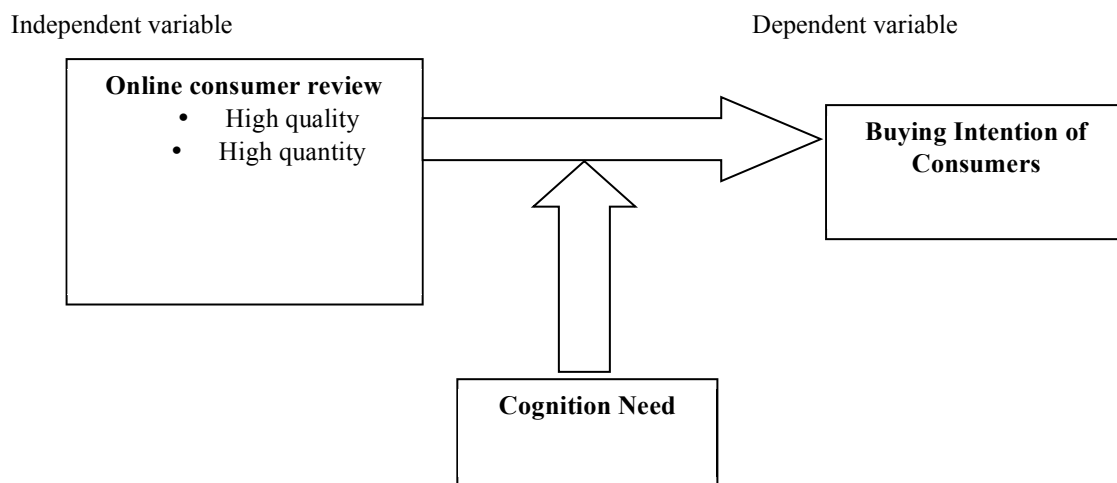 Independent variable
Dependent variable
Online consumer review
• High quality
• High quantity
Buying Intention of
Consumers
Cognition Need